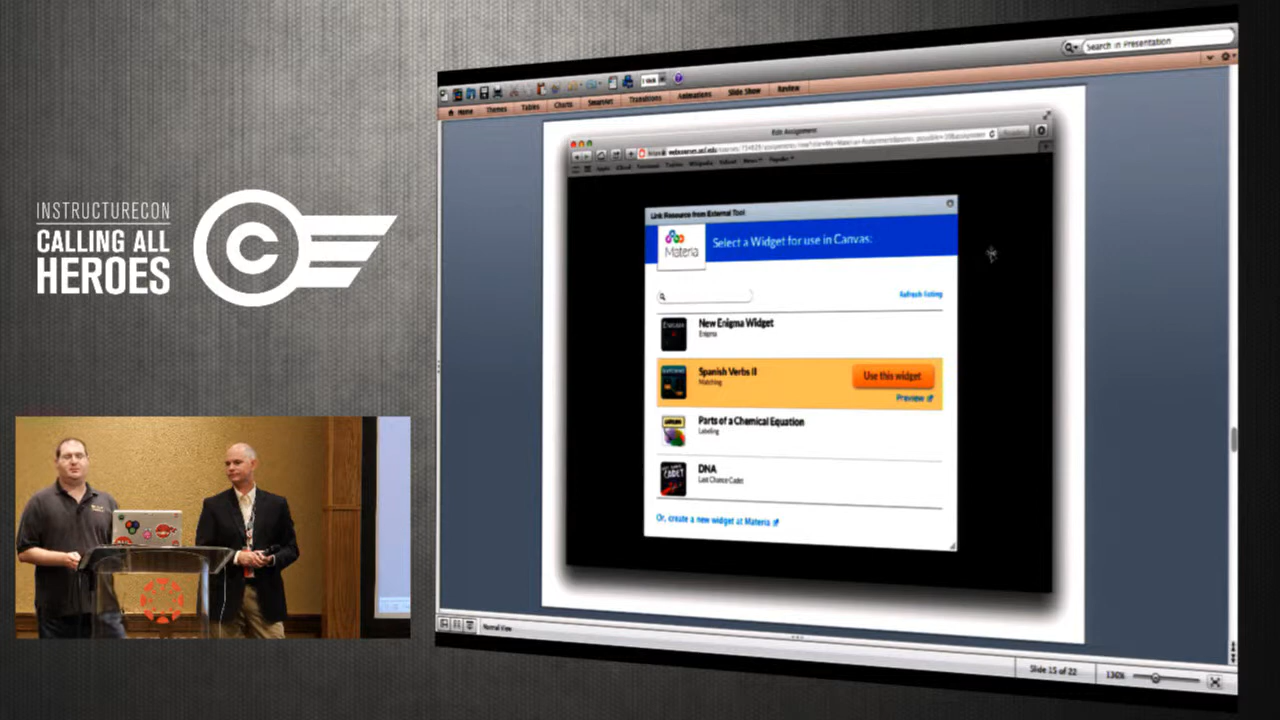 INSTRUCTURECON
CALLING ALL
HEROES
C
Search in Presentation
Home Themes Tables Charts SmartArt Transitions Animations Slide Show Review
Edit Assignment
Link Resource from External Tool
Materia
Select a Widget for use in Canvas:
Refresh listing
New Enigma Widget
Enigma
Spanish Verbs II
Matching
Use this widget
Preview
Parts of a Chemical Equation
Labeling
DNA
Last Chance Cadet
Or, create a new widget at Materia
Normal View
Slide 15 of 22
136%